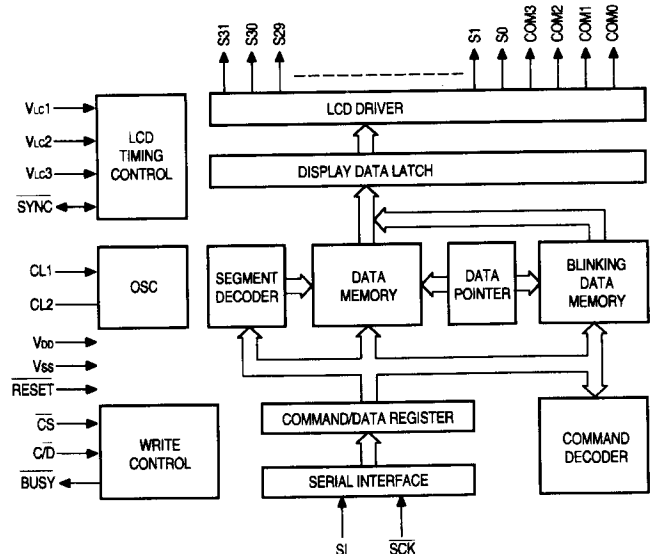 S31 S30 S29 S1 S0 COM3 COM2 COM1 COM0
LCD DRIVER
DISPLAY DATA LATCH
VLC1
VLC2
VLC3
SYNC
LCD
TIMING
CONTROL
CL1
CL2
OSC
SEGMENT
DECODER
DATA
MEMORY
DATA
POINTER
BLINKING
DATA
MEMORY
VDD
VSS
RESET
CS
C/D
BUSY
WRITE
CONTROL
COMMAND/DATA REGISTER
SERIAL INTERFACE
COMMAND
DECODER
SI SCK